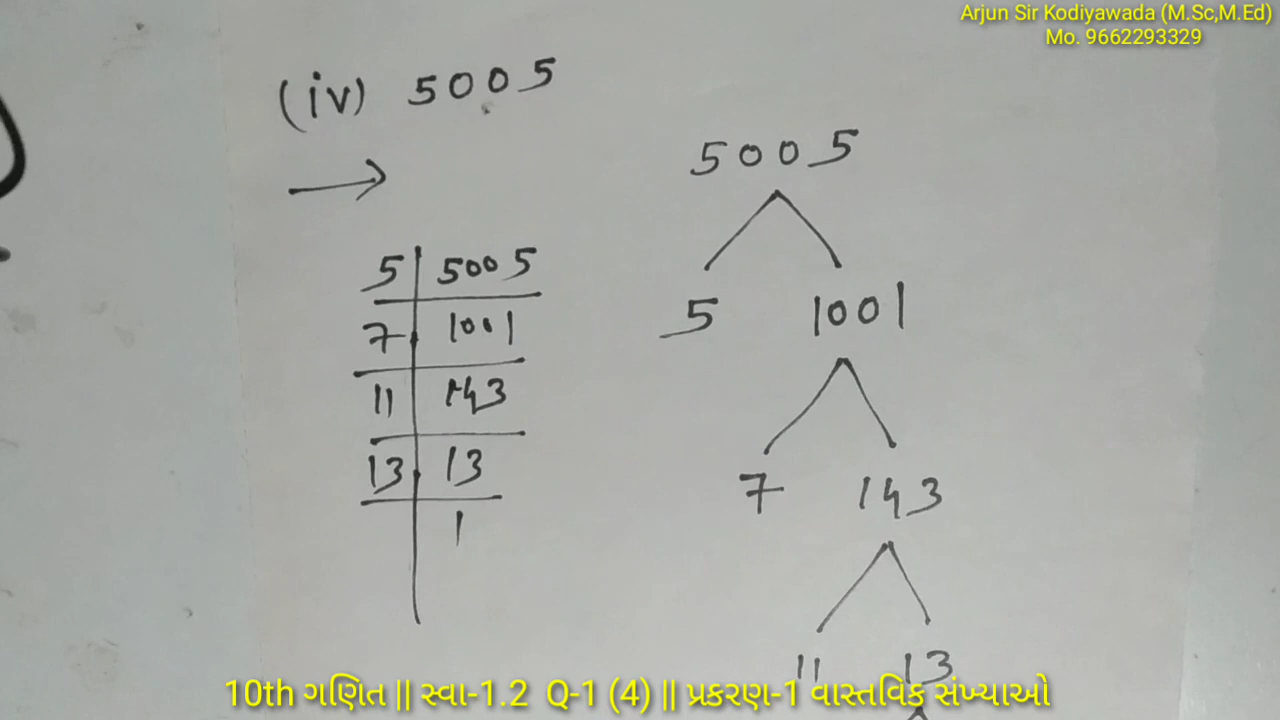 Arjun Sir Kodiyawada (M.Sc,M.Ed)
Mo. 9662293329
(iv) 5005
5005
5 | 5005
7 | 1001
11 | 143
13 | 13
1
5 1001
7 143
11 13
10th ગણિત || સ્વા-1.2 Q-1 (4) || પ્રકરણ-1 વાસ્તવિક સંખ્યાઓ